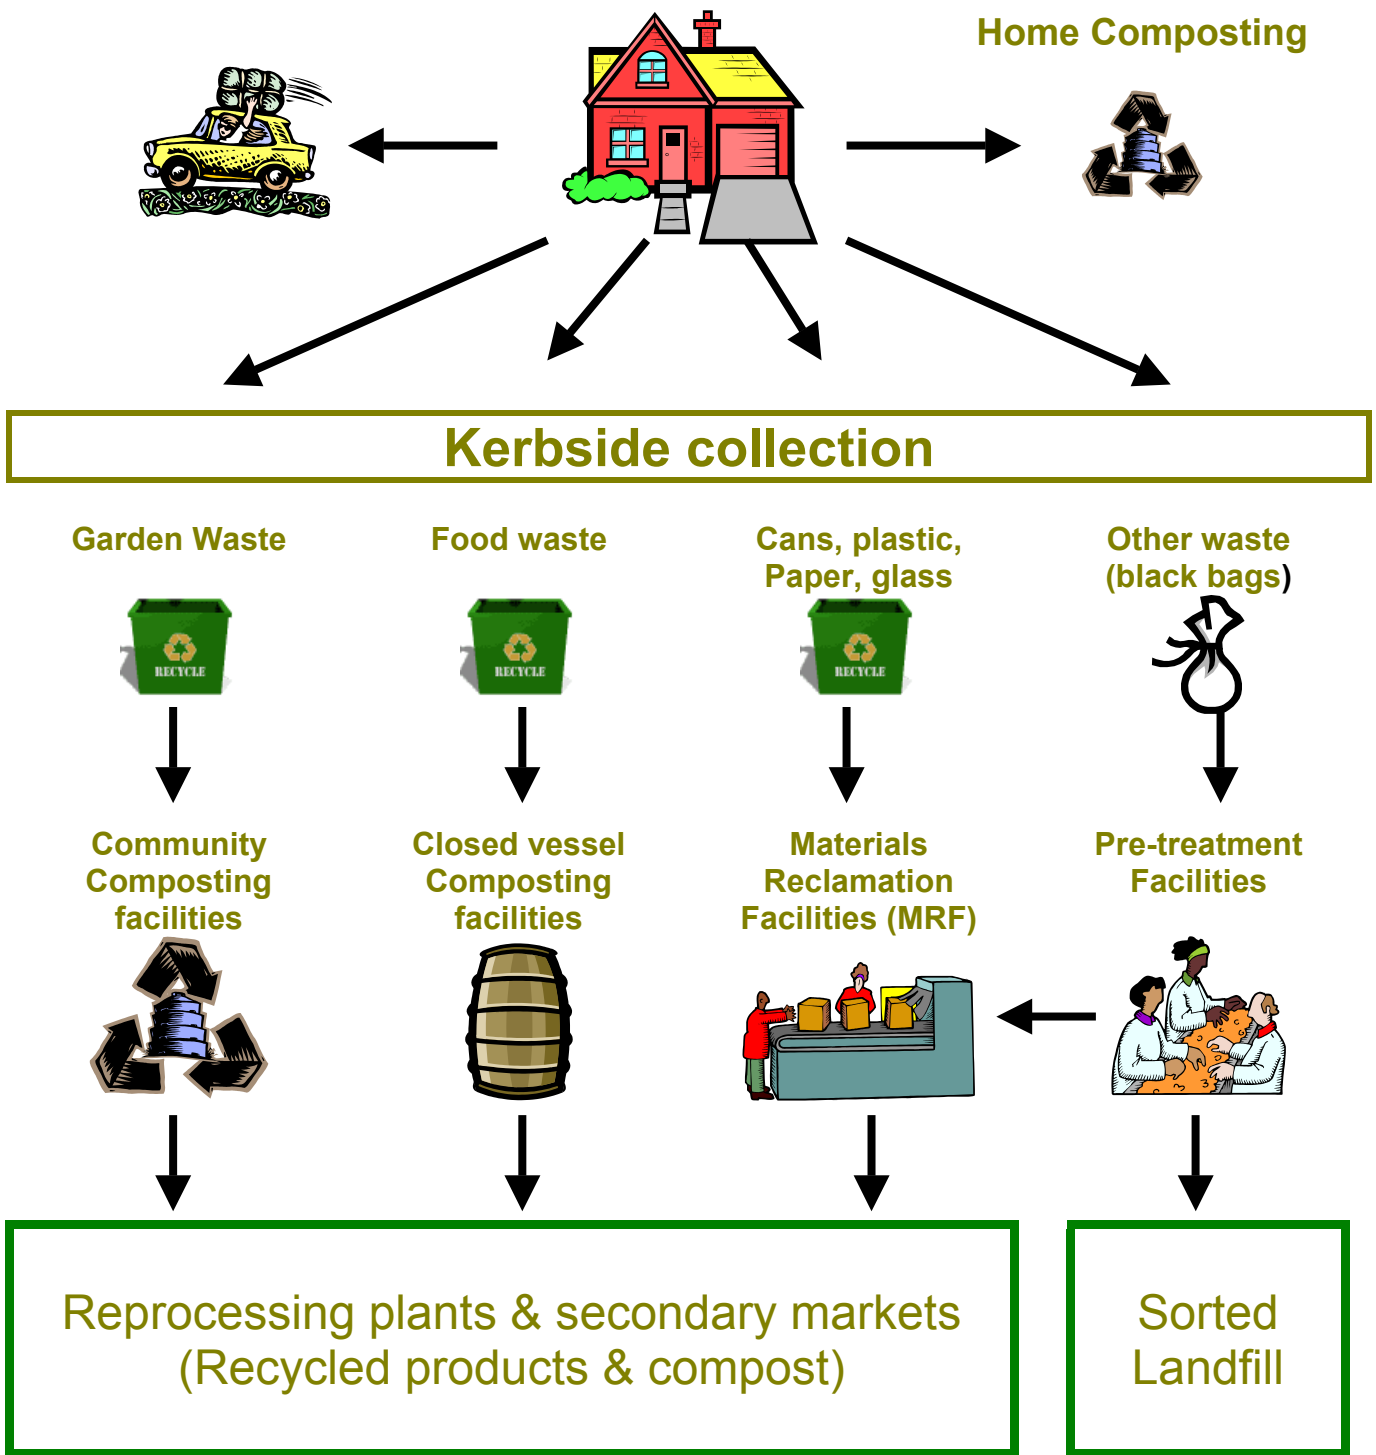 Home Composting
Kerbside collection
Garden Waste
Food waste
Cans, plastic,
Paper, glass
Other waste
(black bags)
RECYCLE
RECYCLE
RECYCLE
Community
Composting
facilities
Closed vessel
Composting
facilities
Materials
Reclamation
Facilities (MRF)
Pre-treatment
Facilities
Reprocessing plants & secondary markets
(Recycled products & compost)
Sorted
Landfill